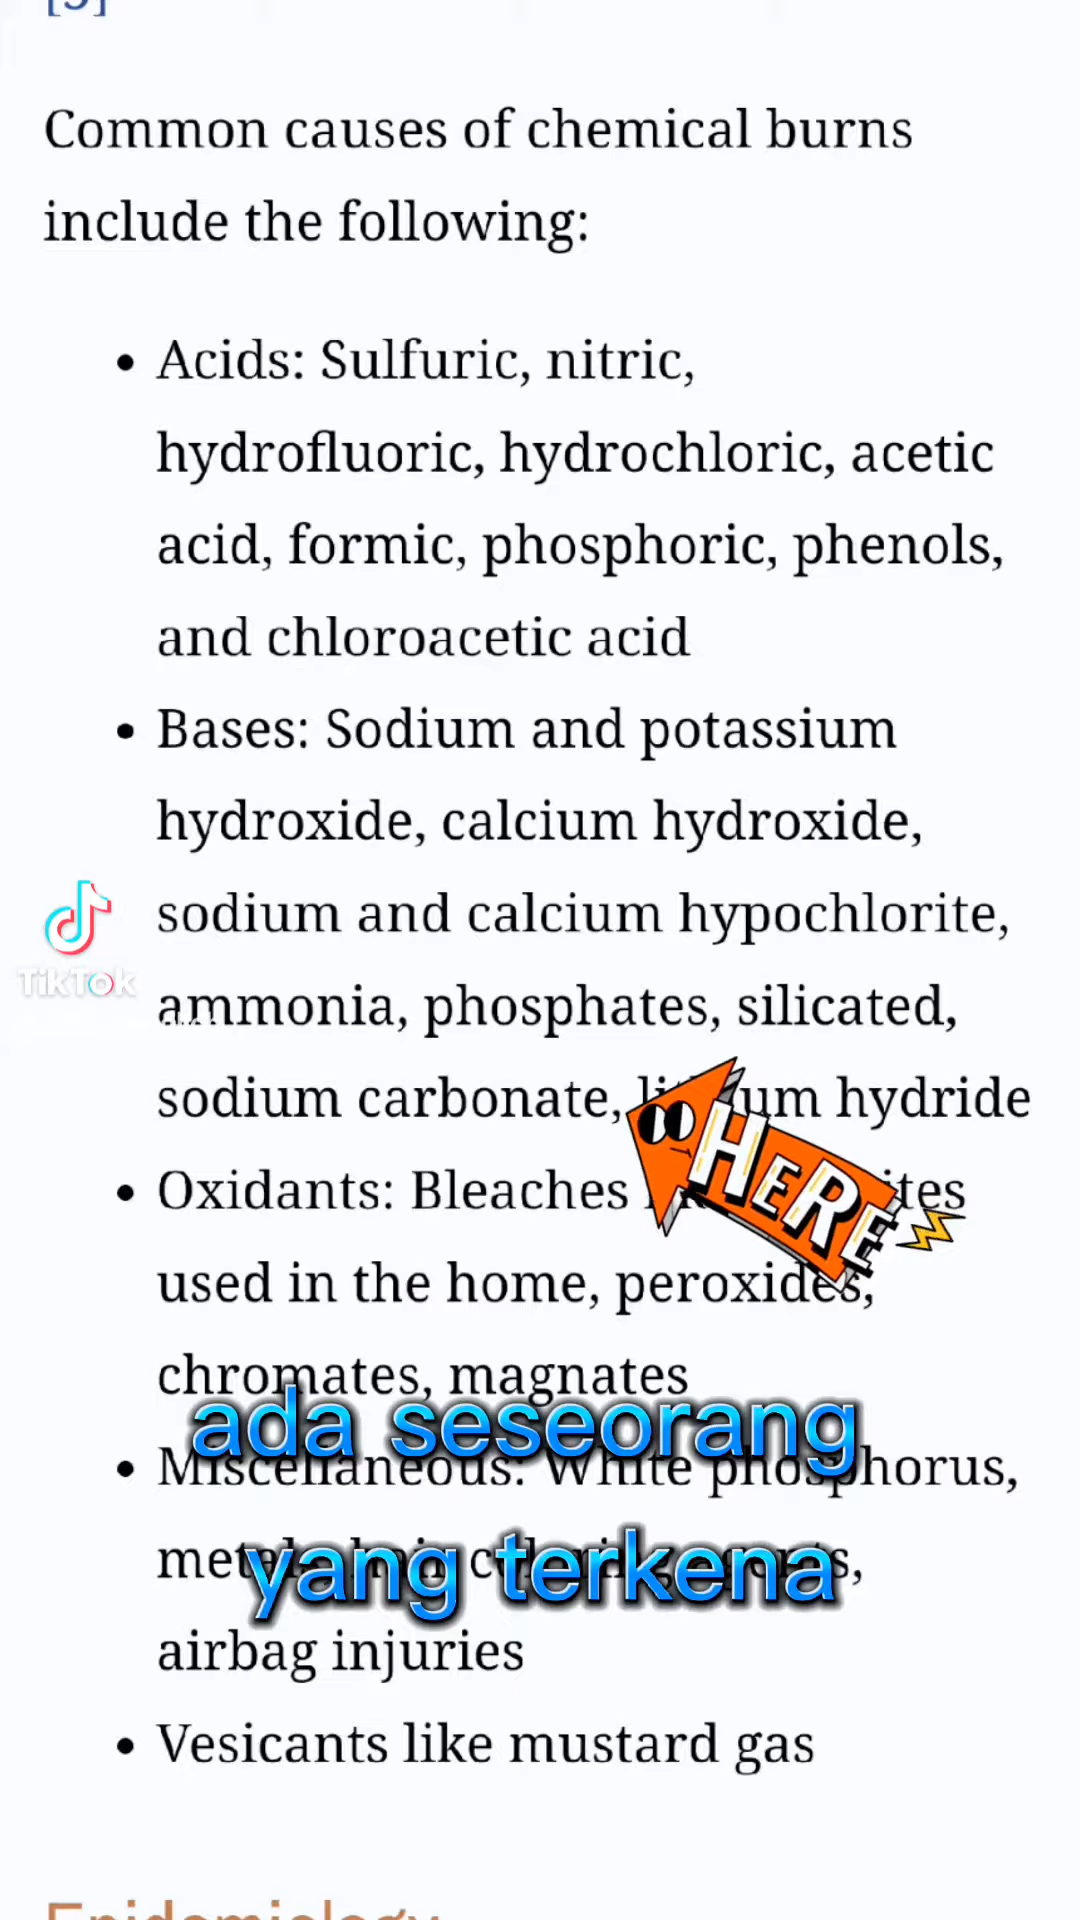 [3]
Common causes of chemical burns
include the following:
• Acids: Sulfuric, nitric,
hydrofluoric, hydrochloric, acetic
acid, formic, phosphoric, phenols,
and chloroacetic acid
• Bases: Sodium and potassium
hydroxide, calcium hydroxide,
sodium and calcium hypochlorite,
TikTok
ammonia, phosphates, silicated,
sodium carbonate, hydride
HERE
• Oxidants: Bleaches
used in the home, peroxides,
chromates, magnates
ada seseorang
• Miscellaneous: White phosphorus,
yang terkena
airbag injuries
• Vesicants like mustard gas
Epidemiology